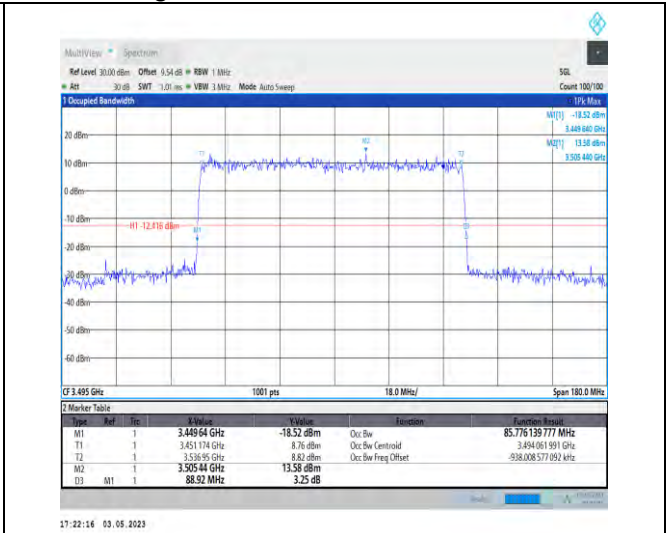 MultiView Spectrum
Ref Level 30.00 dBm Offset 9.54 dB RBW 1 MHz SGL
Att 30 dB SWT 1.01 ms VBW 3 MHz Mode Auto Sweep Count 100/100
1 Occupied Bandwidth 1Pk Max
M1[1] -18.52 dBm
3.449 640 GHz
M2[1] 13.58 dBm
3.505 440 GHz
20 dBm
M2
T1 T2
10 dBm
0 dBm
-10 dBm
H1 -12.416 dBm
M1 D3
-20 dBm
-30 dBm
-40 dBm
-50 dBm
-60 dBm
CF 3.495 GHz 1001 pts 18.0 MHz/ Span 180.0 MHz
2 Marker Table
Type Ref Trc X-Value Y-Value Function Function Result
M1 1 3.449 64 GHz -18.52 dBm Occ Bw 85.776 139 777 MHz
T1 1 3.451 174 GHz 8.76 dBm Occ Bw Centroid 3.494 061 991 GHz
T2 1 3.536 95 GHz 8.82 dBm Occ Bw Freq Offset -938.008 577 092 kHz
M2 1 3.505 44 GHz 13.58 dBm
D3 M1 1 88.92 MHz 3.25 dB
17:22:16 03.05.2023